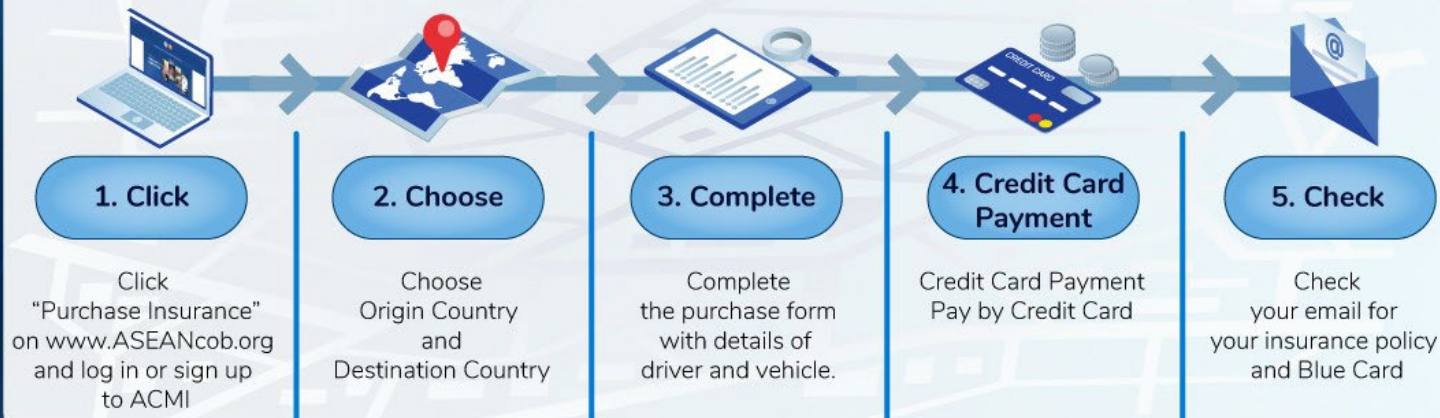 CREDIT CARD
@
1. Click
Click
“Purchase Insurance”
on www.ASEANcob.org
and log in or sign up
to ACMI
2. Choose
Choose
Origin Country
and
Destination Country
3. Complete
Complete
the purchase form
with details of
driver and vehicle.
4. Credit Card
Payment
Credit Card Payment
Pay by Credit Card
5. Check
Check
your email for
your insurance policy
and Blue Card